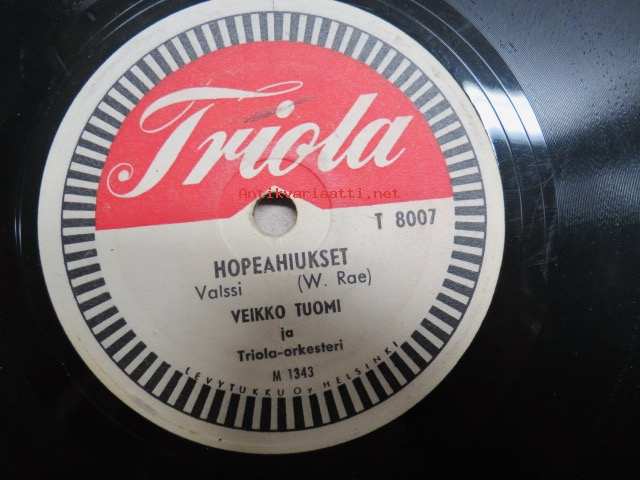 Triola
Antikvariaatti.net
T 8007
HOPEAHIUKSET
Valssi (W. Rae)
VEIKKO TUOMI
ja
Triola-orkesteri
M 1343
LEVYTUKKU OY HELSINKI